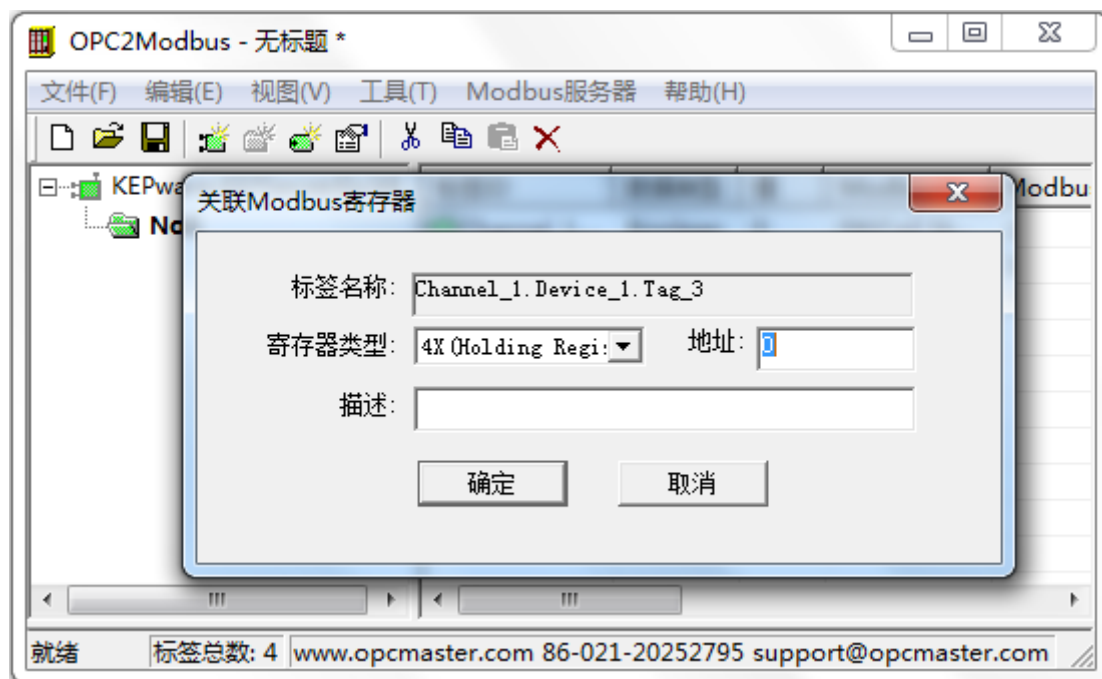 OPC2Modbus - 无标题 *
文件(F) 编辑(E) 视图(V) 工具(T) Modbus服务器 帮助(H)
KEPwa
Modbu
No
关联Modbus寄存器
标签名称: Channel_1.Device_1.Tag_3
寄存器类型: 4X(Holding Regi: 地址: 0
描述:
确定 取消
就绪 标签总数: 4 www.opcmaster.com 86-021-20252795 support@opcmaster.com